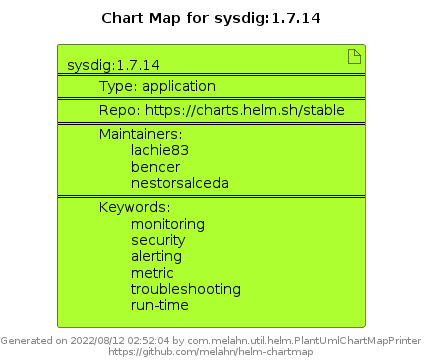 Chart Map for sysdig:1.7.14
sysdig:1.7.14
Type: application
Repo: https://charts.helm.sh/stable
Maintainers:
lachie83
bencer
nestorsalceda
Keywords:
monitoring
security
alerting
metric
troubleshooting
run-time
Generated on 2022/08/12 02:52:04 by com.melahn.util.helm.PlantUmlChartMapPrinter
https://github.com/melahn/helm-chartmap